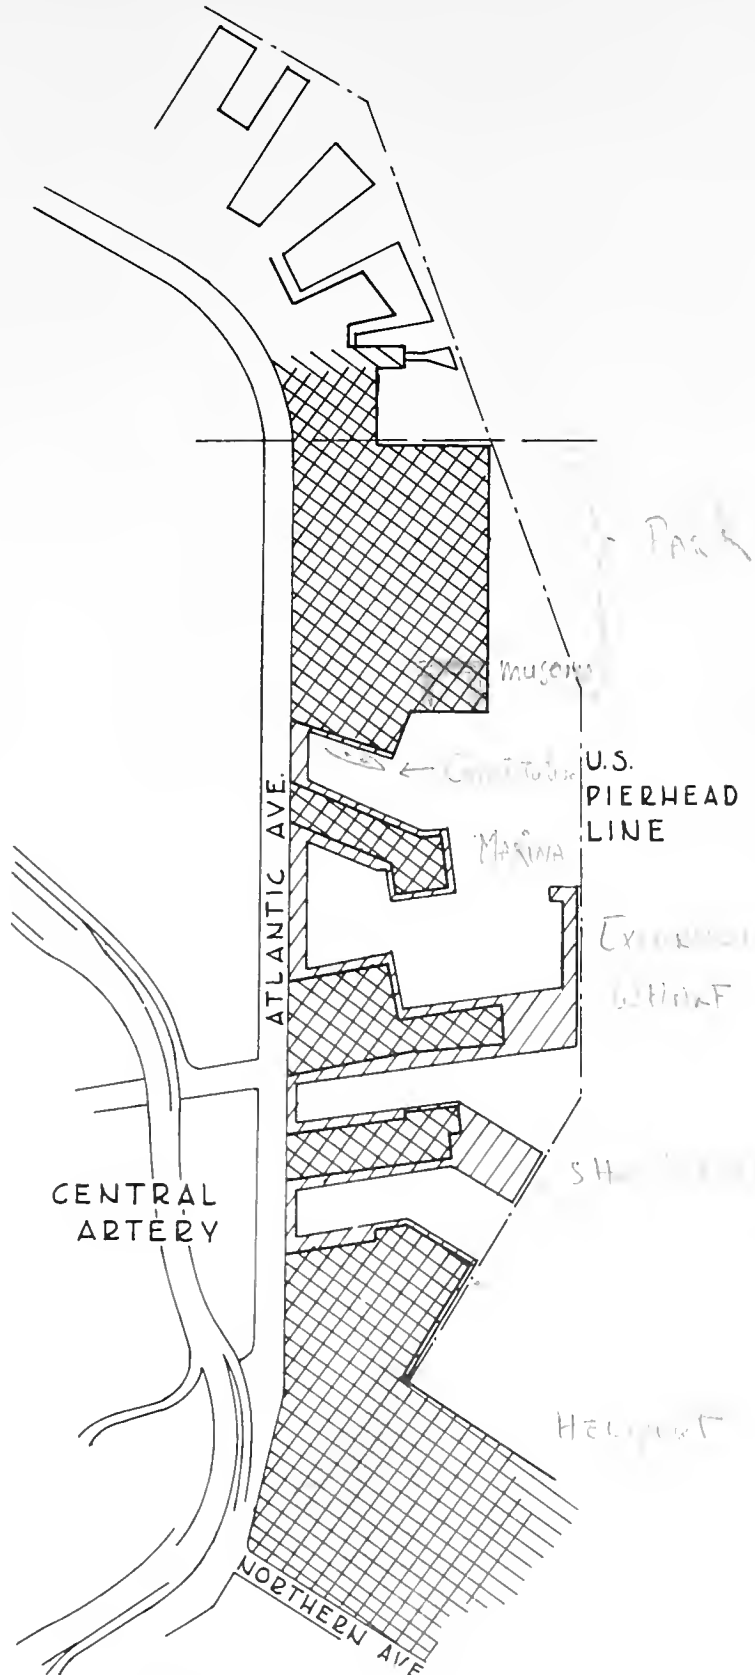 Park
museum
U.S.
PIERHEAD
LINE
ATLANTIC AVE.
MARINA
CENTRAL
ARTERY
NORTHERN AVE